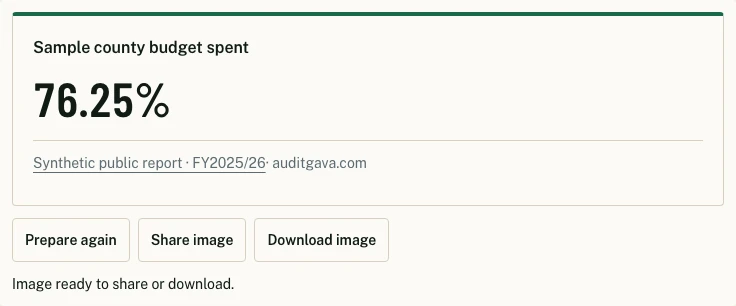 Sample county budget spent
76.25%
Synthetic public report · FY2025/26· auditgava.com
Prepare again
Share image
Download image
Image ready to share or download.